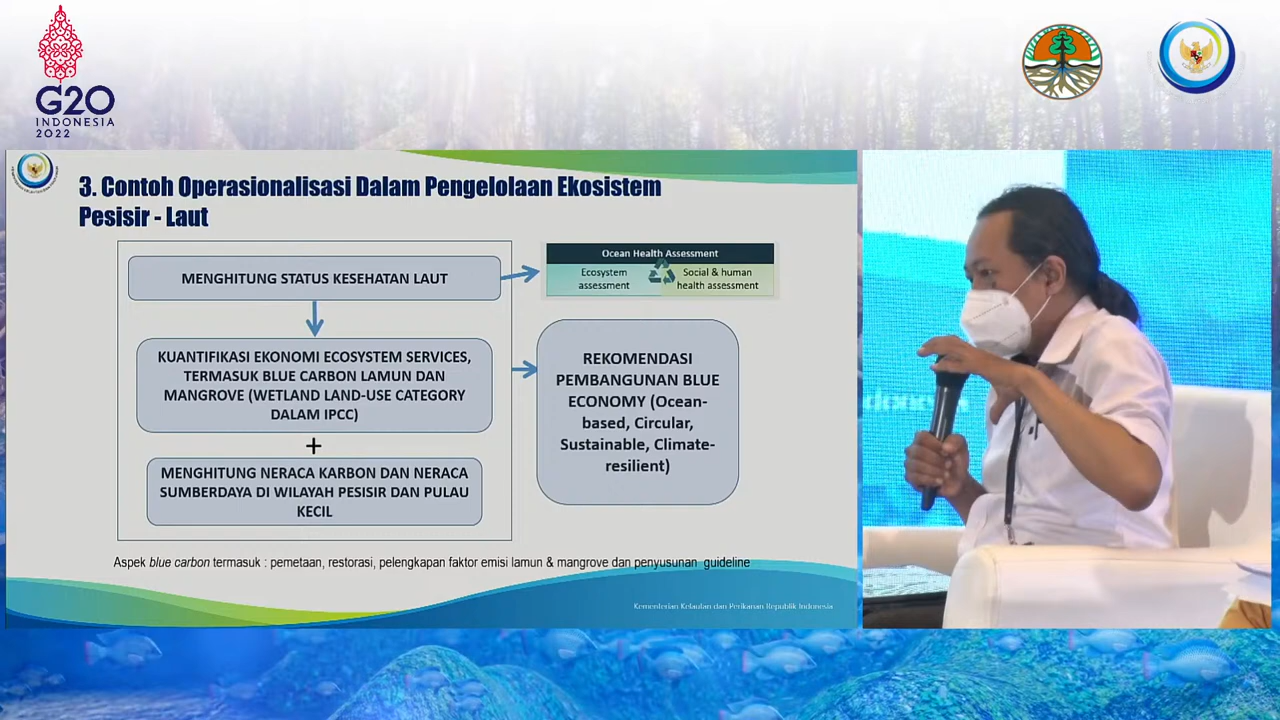 G20
INDONESIA
2022
3. Contoh Operasionalisasi Dalam Pengelolaan Ekosistem
Pesisir - Laut
MENGHITUNG STATUS KESEHATAN LAUT
Ocean Health Assessment
Ecosystem
assessment
Social & human
health assessment
KUANTIFIKASI EKONOMI ECOSYSTEM SERVICES,
TERMASUK BLUE CARBON LAMUN DAN
MANGROVE (WETLAND LAND-USE CATEGORY
DALAM IPCC)
+
MENGHITUNG NERACA KARBON DAN NERACA
SUMBERDAYA DI WILAYAH PESISIR DAN PULAU
KECIL
REKOMENDASI
PEMBANGUNAN BLUE
ECONOMY (Ocean-
based, Circular,
Sustainable, Climate-
resilient)
Aspek blue carbon termasuk : pemetaan, restorasi, pelengkapan faktor emisi lamun & mangrove dan penyusunan guideline
Kementerian Kelautan dan Perikanan Republik Indonesia